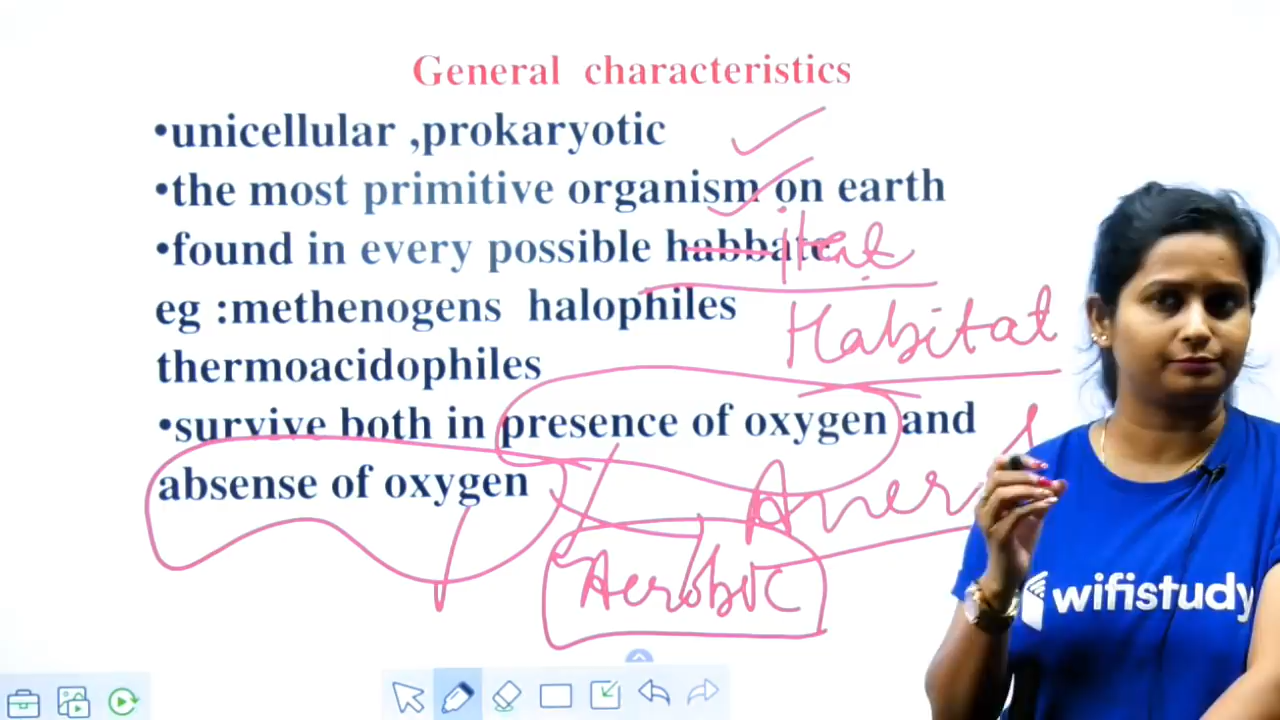 General characteristics
•unicellular ,prokaryotic
•the most primitive organism on earth
•found in every possible habbate
Habitat
eg :methenogens halophiles
thermoacidophiles
•survive both in presence of oxygen and
absense of oxygen
Aerobic
wifistudy